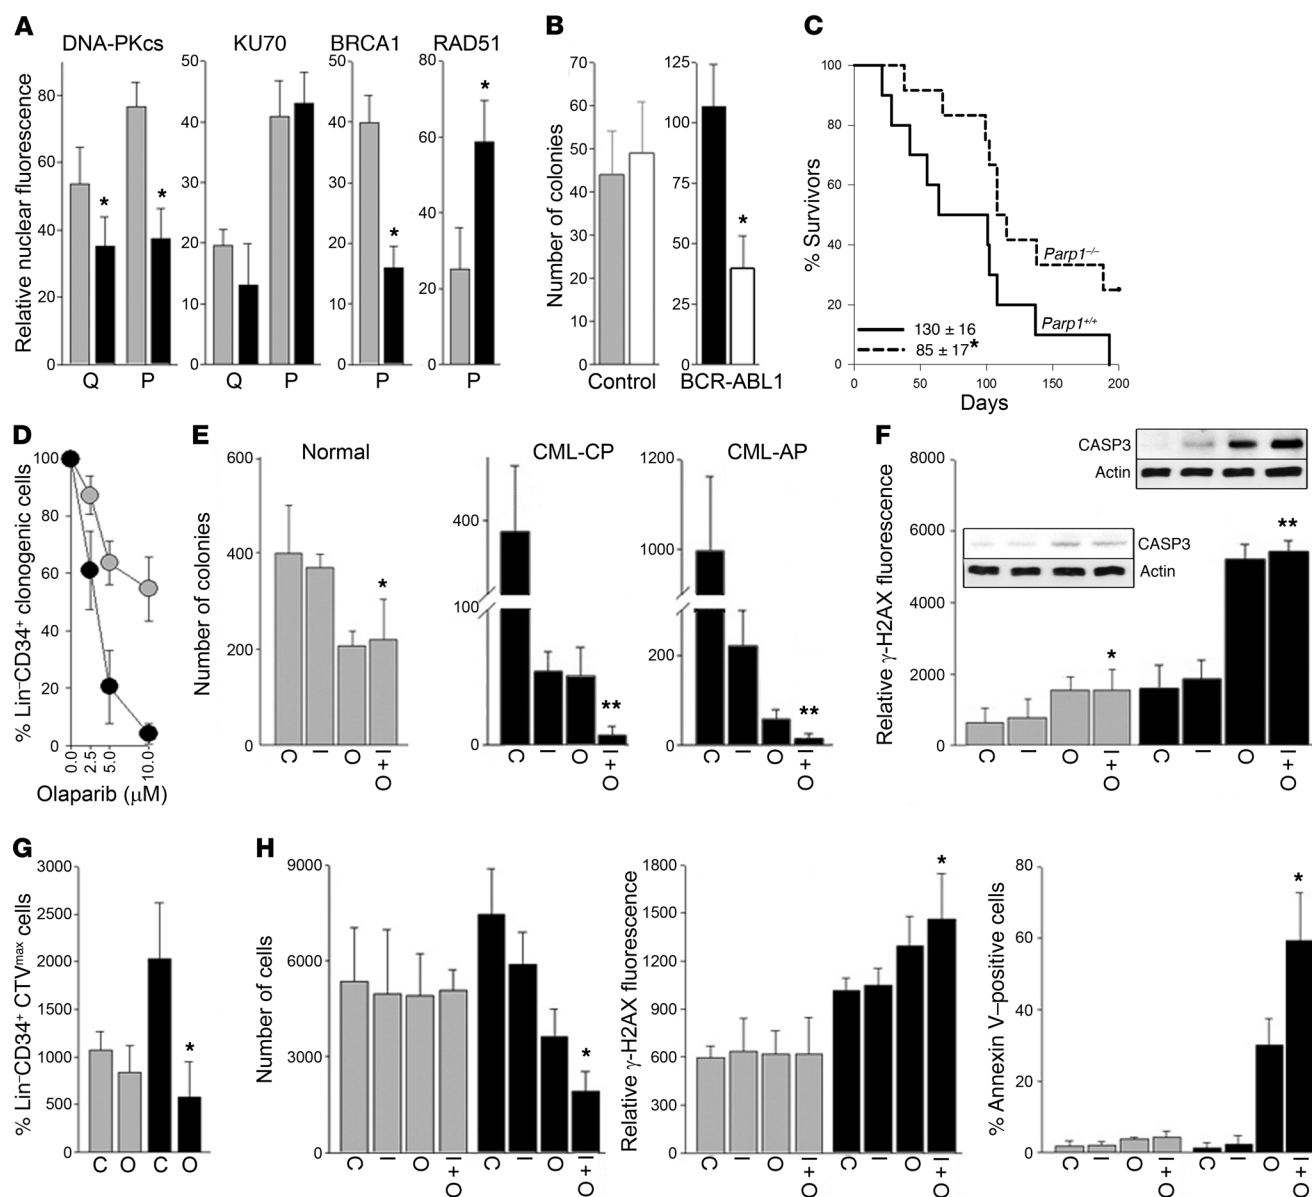 A
DNA-PKcs KU70 BRCA1 RAD51
Relative nuclear fluorescence
80
60
40
20
0
Q P
50
40
30
20
10
0
Q P
50
40
30
20
10
0
P
80
60
40
20
0
P
* * * *
B
Number of colonies
70
60
50
40
30
20
10
0
Control
125
100
75
50
25
0
*
BCR-ABL1
C
% Survivors
100
80
60
40
20
0
Parp1–/–
Parp1+/+
130 ± 16
85 ± 17*
0 50 100 150 200
Days
D
% Lin–CD34+ clonogenic cells
100
80
60
40
20
0
0.0 2.5 5.0 10.0
Olaparib (µM)
E
Normal
Number of colonies
600
400
200
0
*
C I O I + O
CML-CP
400
100
0
**
C I O I + O
CML-AP
1200
1000
200
0
**
C I O I + O
F
Relative γ-H2AX fluorescence
8000
6000
4000
2000
0
CASP3
Actin
CASP3
Actin
* **
C I O I + O C I O I + O
G
% Lin–CD34+ CTVmax cells
3000
2500
2000
1500
1000
500
0
*
C O C O
H
Number of cells
9000
6000
3000
0
*
C I O I + O C I O I + O
Relative γ-H2AX fluorescence
1800
1500
1200
900
600
300
0
*
C I O I + O C I O I + O
% Annexin V–positive cells
80
60
40
20
0
*
C I O I + O C I O I + O